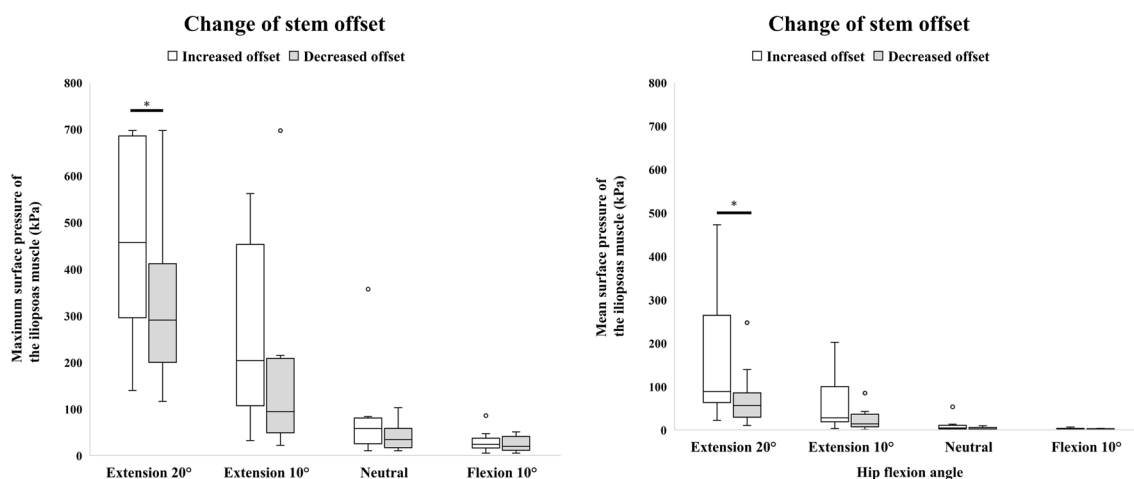 Change of stem offset
Increased offset Decreased offset
Maximum surface pressure of
the iliopsoas muscle (kPa)
800
700
600
500
400
300
200
100
0
*
Extension 20° Extension 10° Neutral Flexion 10°
Change of stem offset
Increased offset Decreased offset
Mean surface pressure of
the iliopsoas muscle (kPa)
800
700
600
500
400
300
200
100
0
*
Extension 20° Extension 10° Neutral Flexion 10°
Hip flexion angle